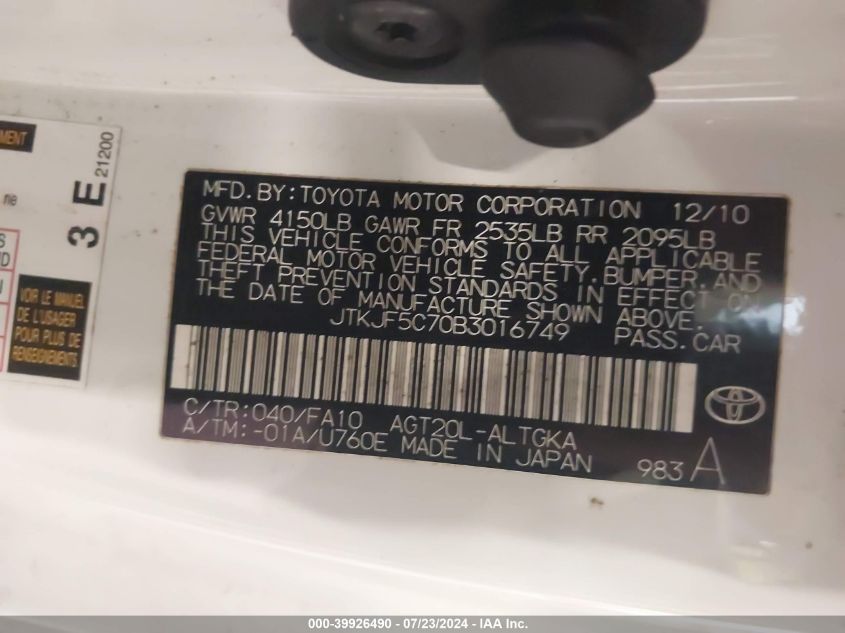 MENT
me
3 E
21200
S
ND
N
VOIR LE MANUEL
DE L'USAGER
POUR PLUS DE
RENSEIGNEMENTS
MFD. BY: TOYOTA MOTOR CORPORATION 12/10
GVWR 4150LB GAWR FR 2535LB RR 2095LB
THIS VEHICLE CONFORMS TO ALL APPLICABLE
FEDERAL MOTOR VEHICLE SAFETY, BUMPER, AND
THEFT PREVENTION STANDARDS IN EFFECT ON
THE DATE OF MANUFACTURE SHOWN ABOVE.
JTKJF5C70B3016749 PASS. CAR
C/TR: 040/FA10 AGT20L-ALTGKA
A/TM: -01A/U760E MADE IN JAPAN
983 A
000-39926490 - 07/23/2024 - IAA Inc.